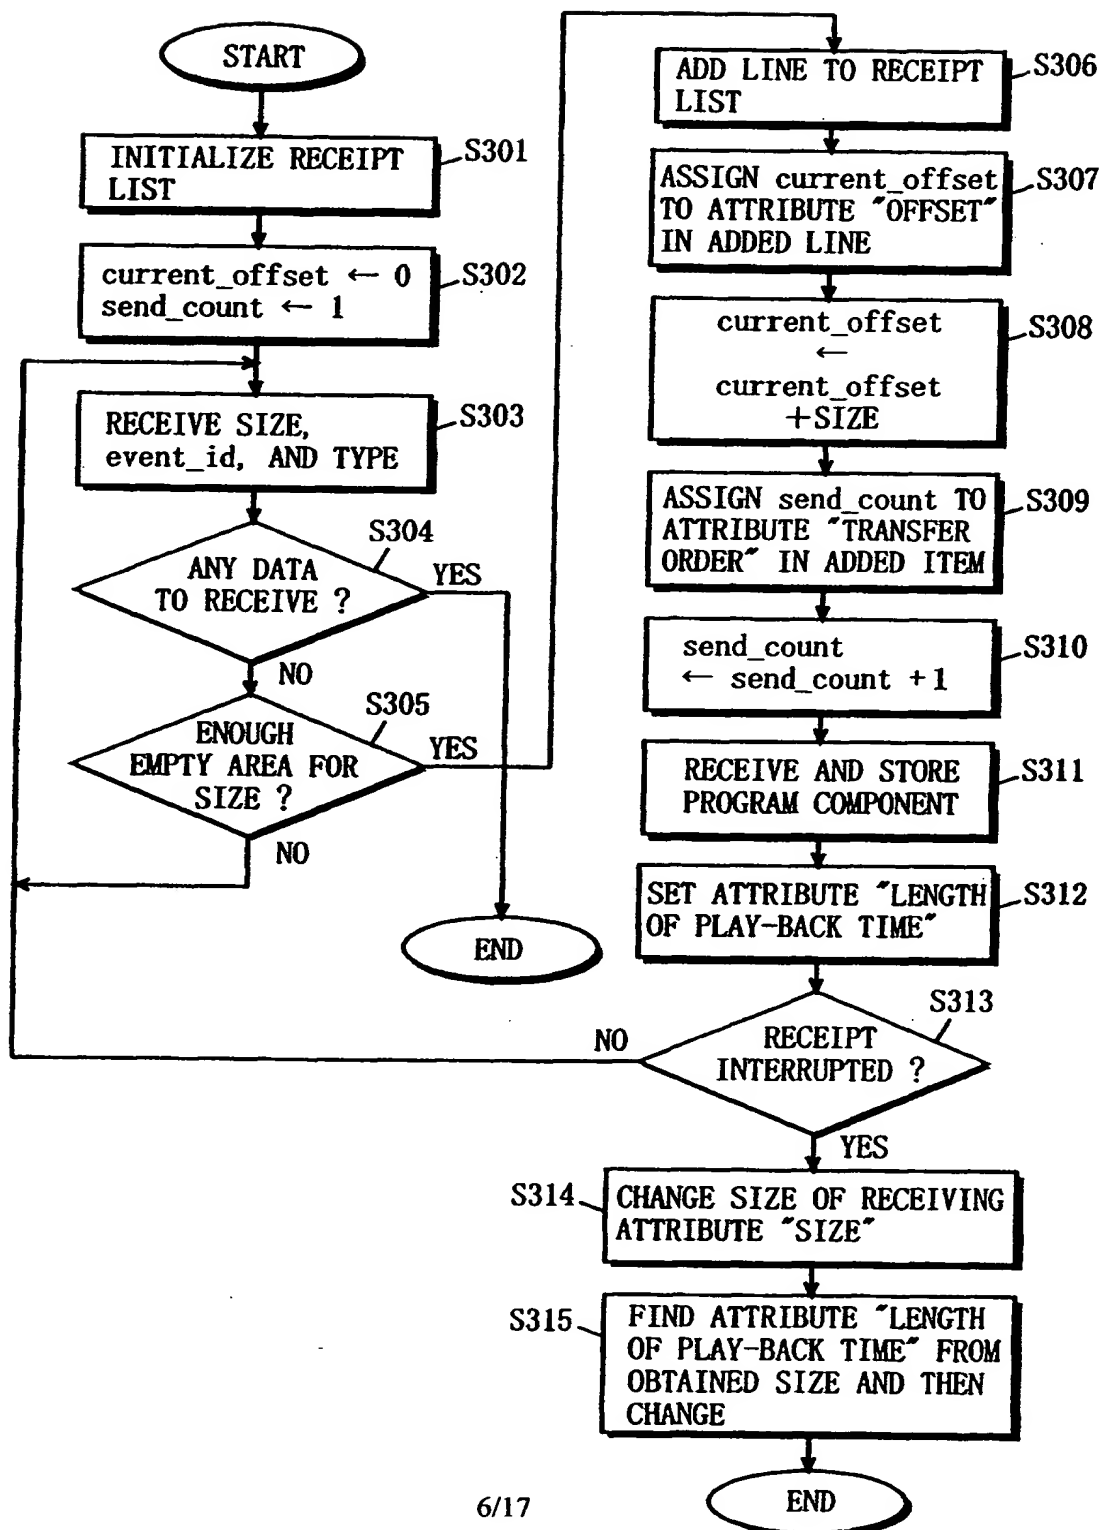 START
INITIALIZE RECEIPT
LIST
S301
current_offset ← 0
send_count ← 1
S302
RECEIVE SIZE,
event_id, AND TYPE
S303
ANY DATA
TO RECEIVE ?
S304
YES
NO
ENOUGH
EMPTY AREA FOR
SIZE ?
S305
YES
NO
END
ADD LINE TO RECEIPT
LIST
S306
ASSIGN current_offset
TO ATTRIBUTE "OFFSET"
IN ADDED LINE
S307
current_offset
←
current_offset
+SIZE
S308
ASSIGN send_count TO
ATTRIBUTE "TRANSFER
ORDER" IN ADDED ITEM
S309
send_count
← send_count +1
S310
RECEIVE AND STORE
PROGRAM COMPONENT
S311
SET ATTRIBUTE "LENGTH
OF PLAY-BACK TIME"
S312
RECEIPT
INTERRUPTED ?
S313
NO
YES
S314
CHANGE SIZE OF RECEIVING
ATTRIBUTE "SIZE"
S315
FIND ATTRIBUTE "LENGTH
OF PLAY-BACK TIME" FROM
OBTAINED SIZE AND THEN
CHANGE
END
6/17